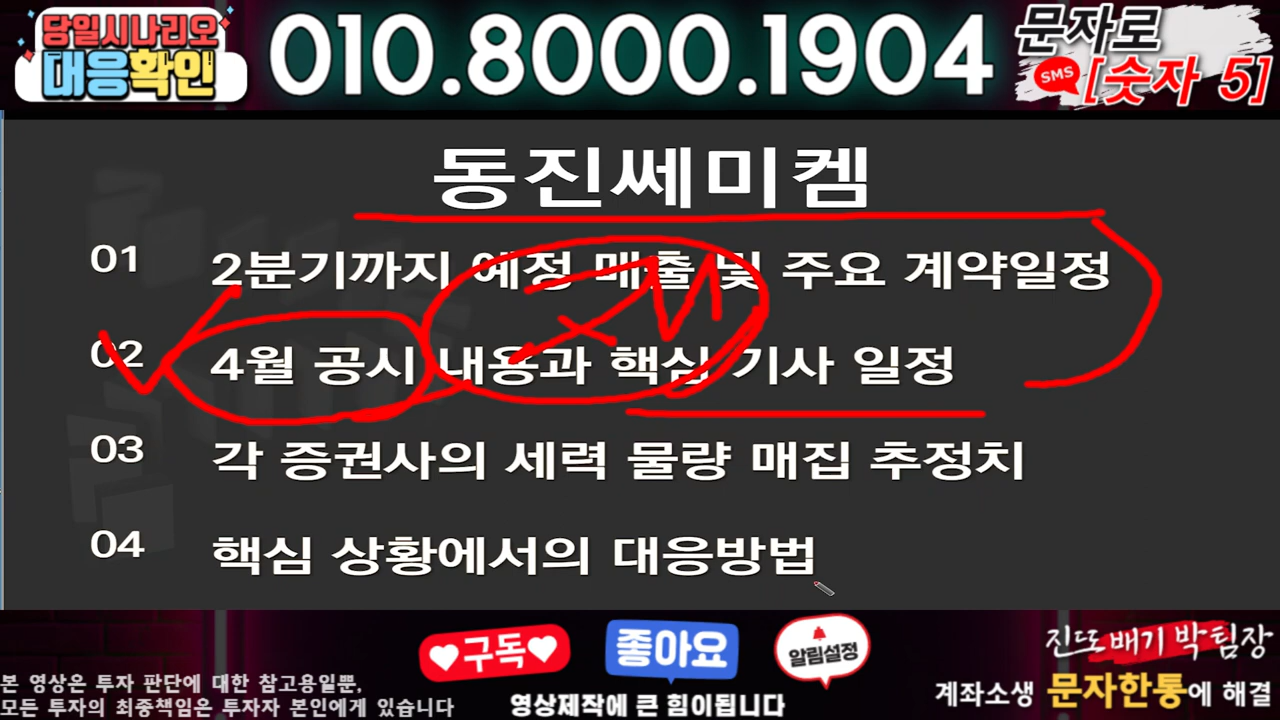 당일시나리오
대응확인
010.8000.1904
문자로
SMS [숫자 5]
동진쎄미켐
01 2분기까지 예정 매출 및 주요 계약일정
02 4월 공시 내용과 핵심 기사 일정
03 각 증권사의 세력 물량 매집 추정치
04 핵심 상황에서의 대응방법
구독
좋아요
알림설정
영상제작에 큰 힘이됩니다
본 영상은 투자 판단에 대한 참고용일뿐,
모든 투자의 최종책임은 투자자 본인에게 있습니다
진또배기 박팀장
계좌소생 문자한통에 해결